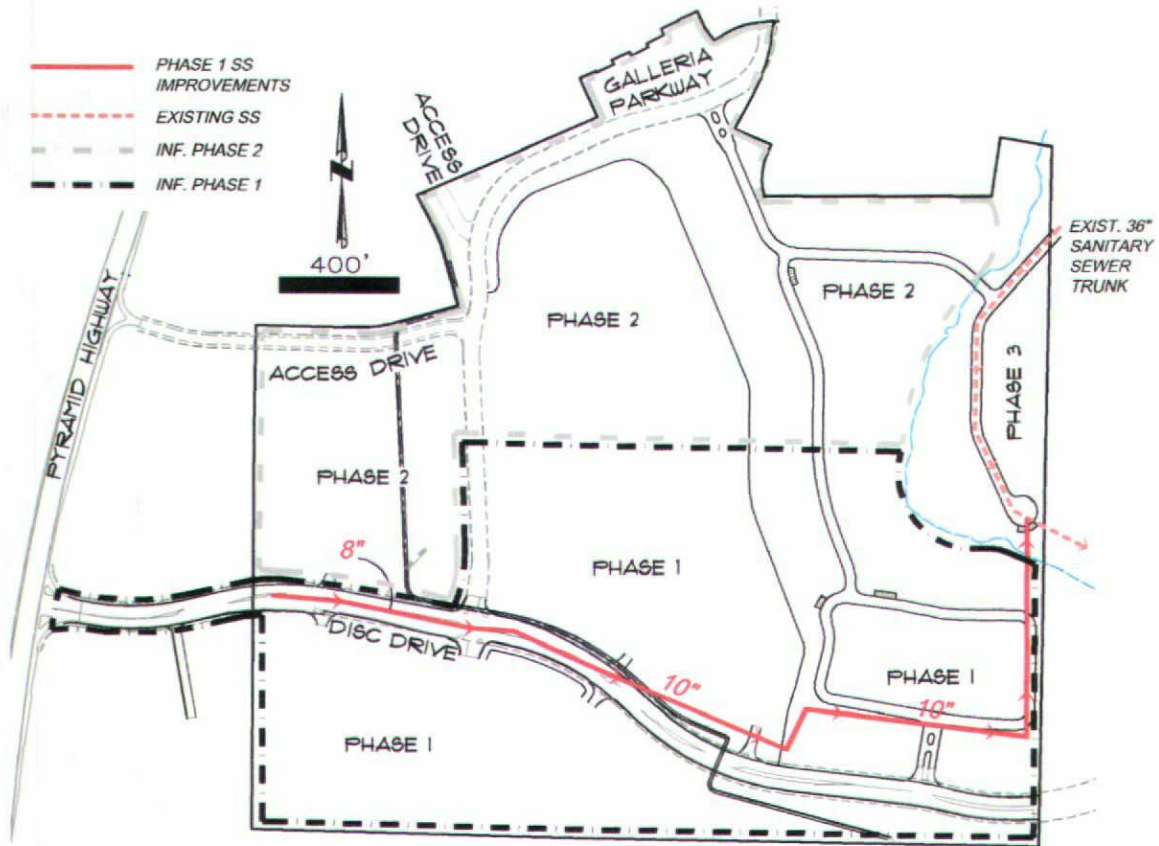 PHASE 1 SS
IMPROVEMENTS
EXISTING SS
INF. PHASE 2
INF. PHASE 1
N
400'
ACCESS
DRIVE
GALLERIA
PARKWAY
EXIST. 36"
SANITARY
SEWER
TRUNK
PYRAMID HIGHWAY
ACCESS DRIVE
PHASE 2
PHASE 2
PHASE 3
PHASE 2
8"
PHASE 1
DISC DRIVE
10"
PHASE 1
10"
PHASE 1